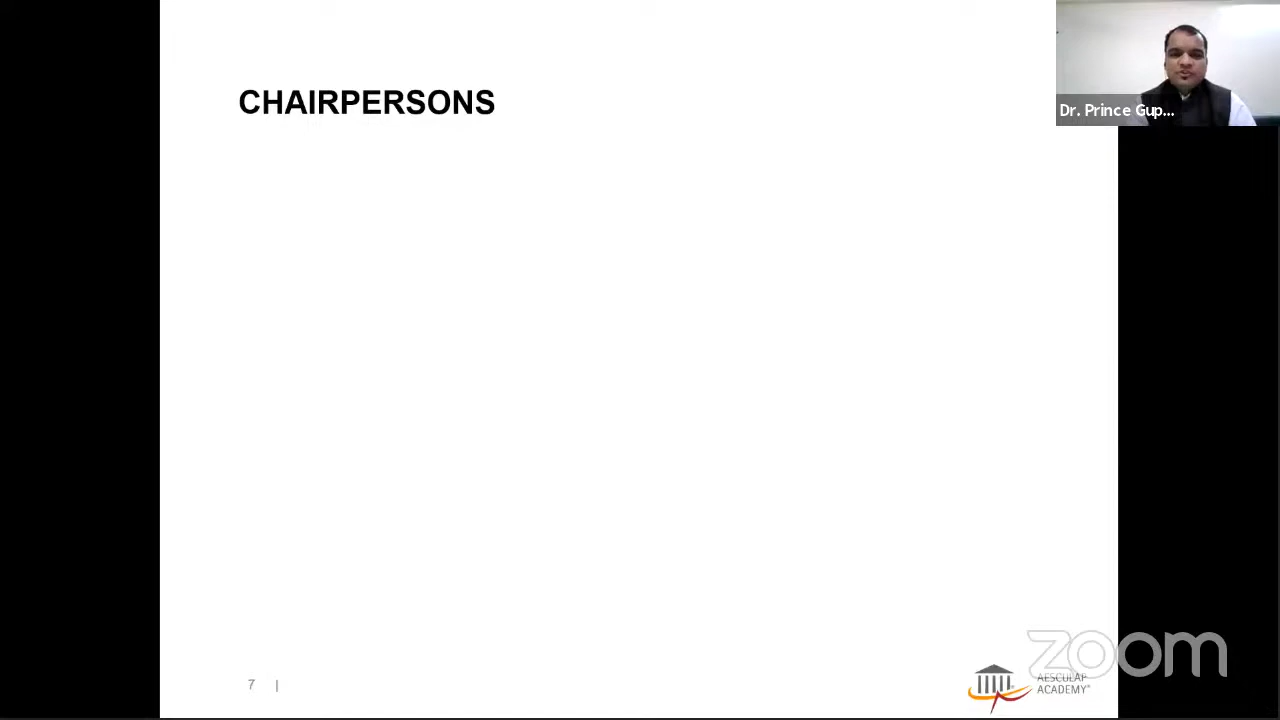 CHAIRPERSONS
Dr. Prince Gup...
zoom
AESCULAP
ACADEMY®
7 |